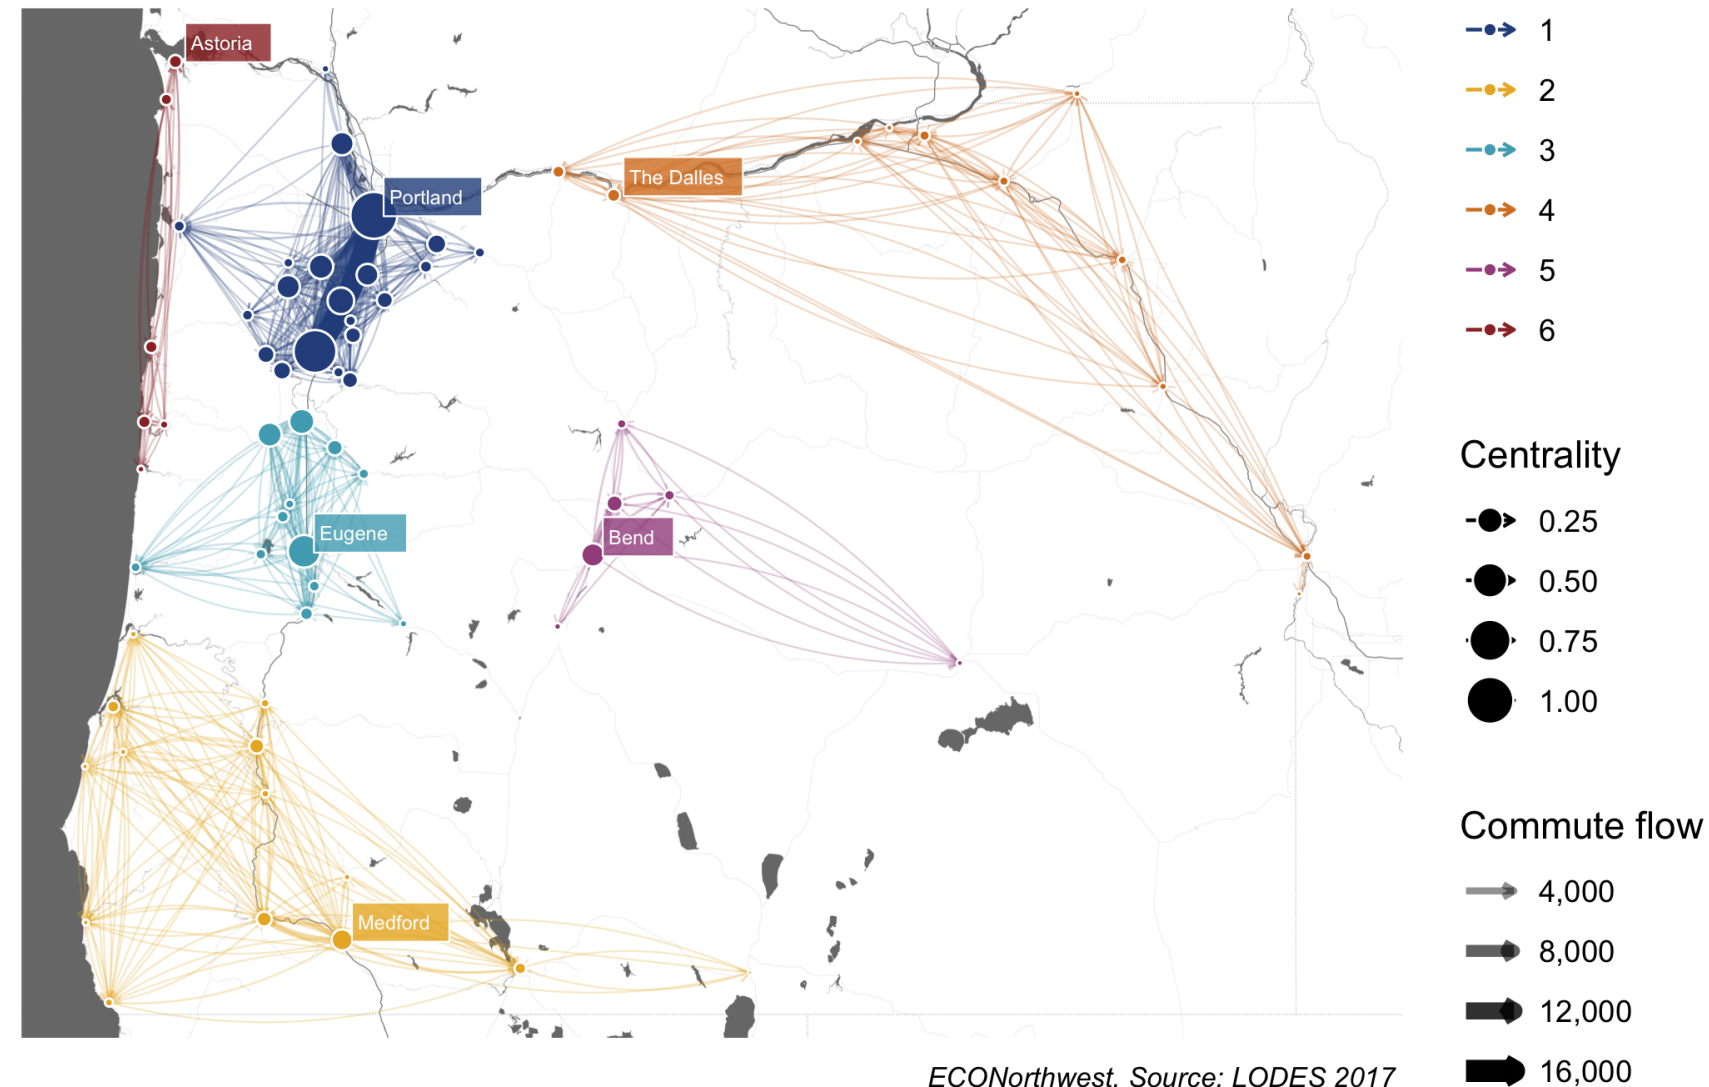 Astoria
Portland
The Dalles
Eugene
Bend
Medford
1
2
3
4
5
6
Centrality
0.25
0.50
0.75
1.00
Commute flow
4,000
8,000
12,000
16,000
ECONorthwest. Source: LODES 2017